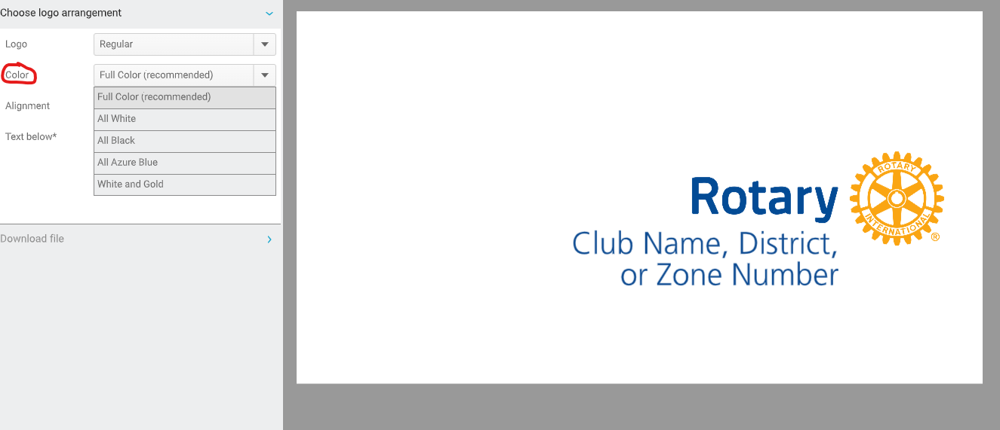 Choose logo arrangement
Logo
Regular
Color
Full Color (recommended)
Full Color (recommended)
All White
All Black
All Azure Blue
White and Gold
Alignment
Text below*
Download file
Rotary
Club Name, District,
or Zone Number
ROTARY
INTERNATIONAL
®